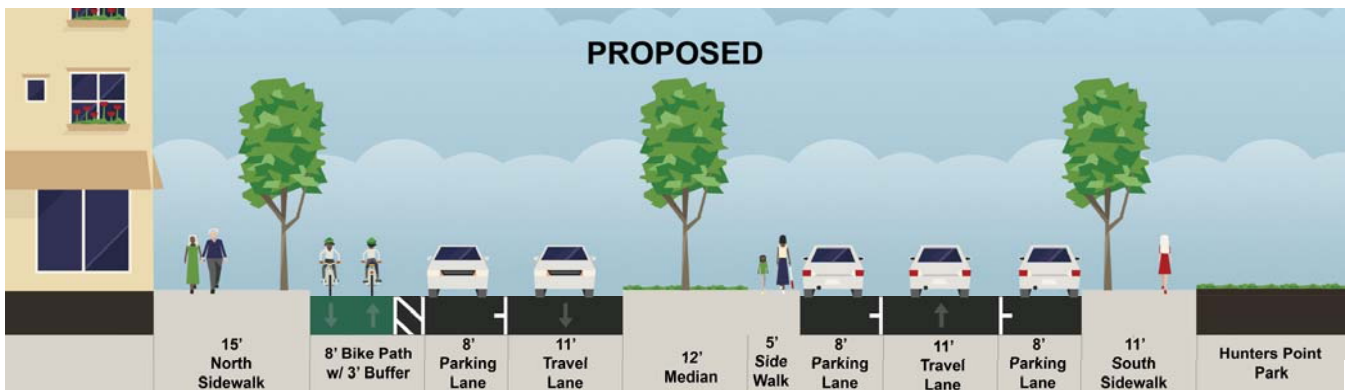 PROPOSED
15'
North
Sidewalk
8' Bike Path
w/ 3' Buffer
8'
Parking
Lane
11'
Travel
Lane
12'
Median
5'
Side
Walk
8'
Parking
Lane
11'
Travel
Lane
8'
Parking
Lane
11'
South
Sidewalk
Hunters Point
Park